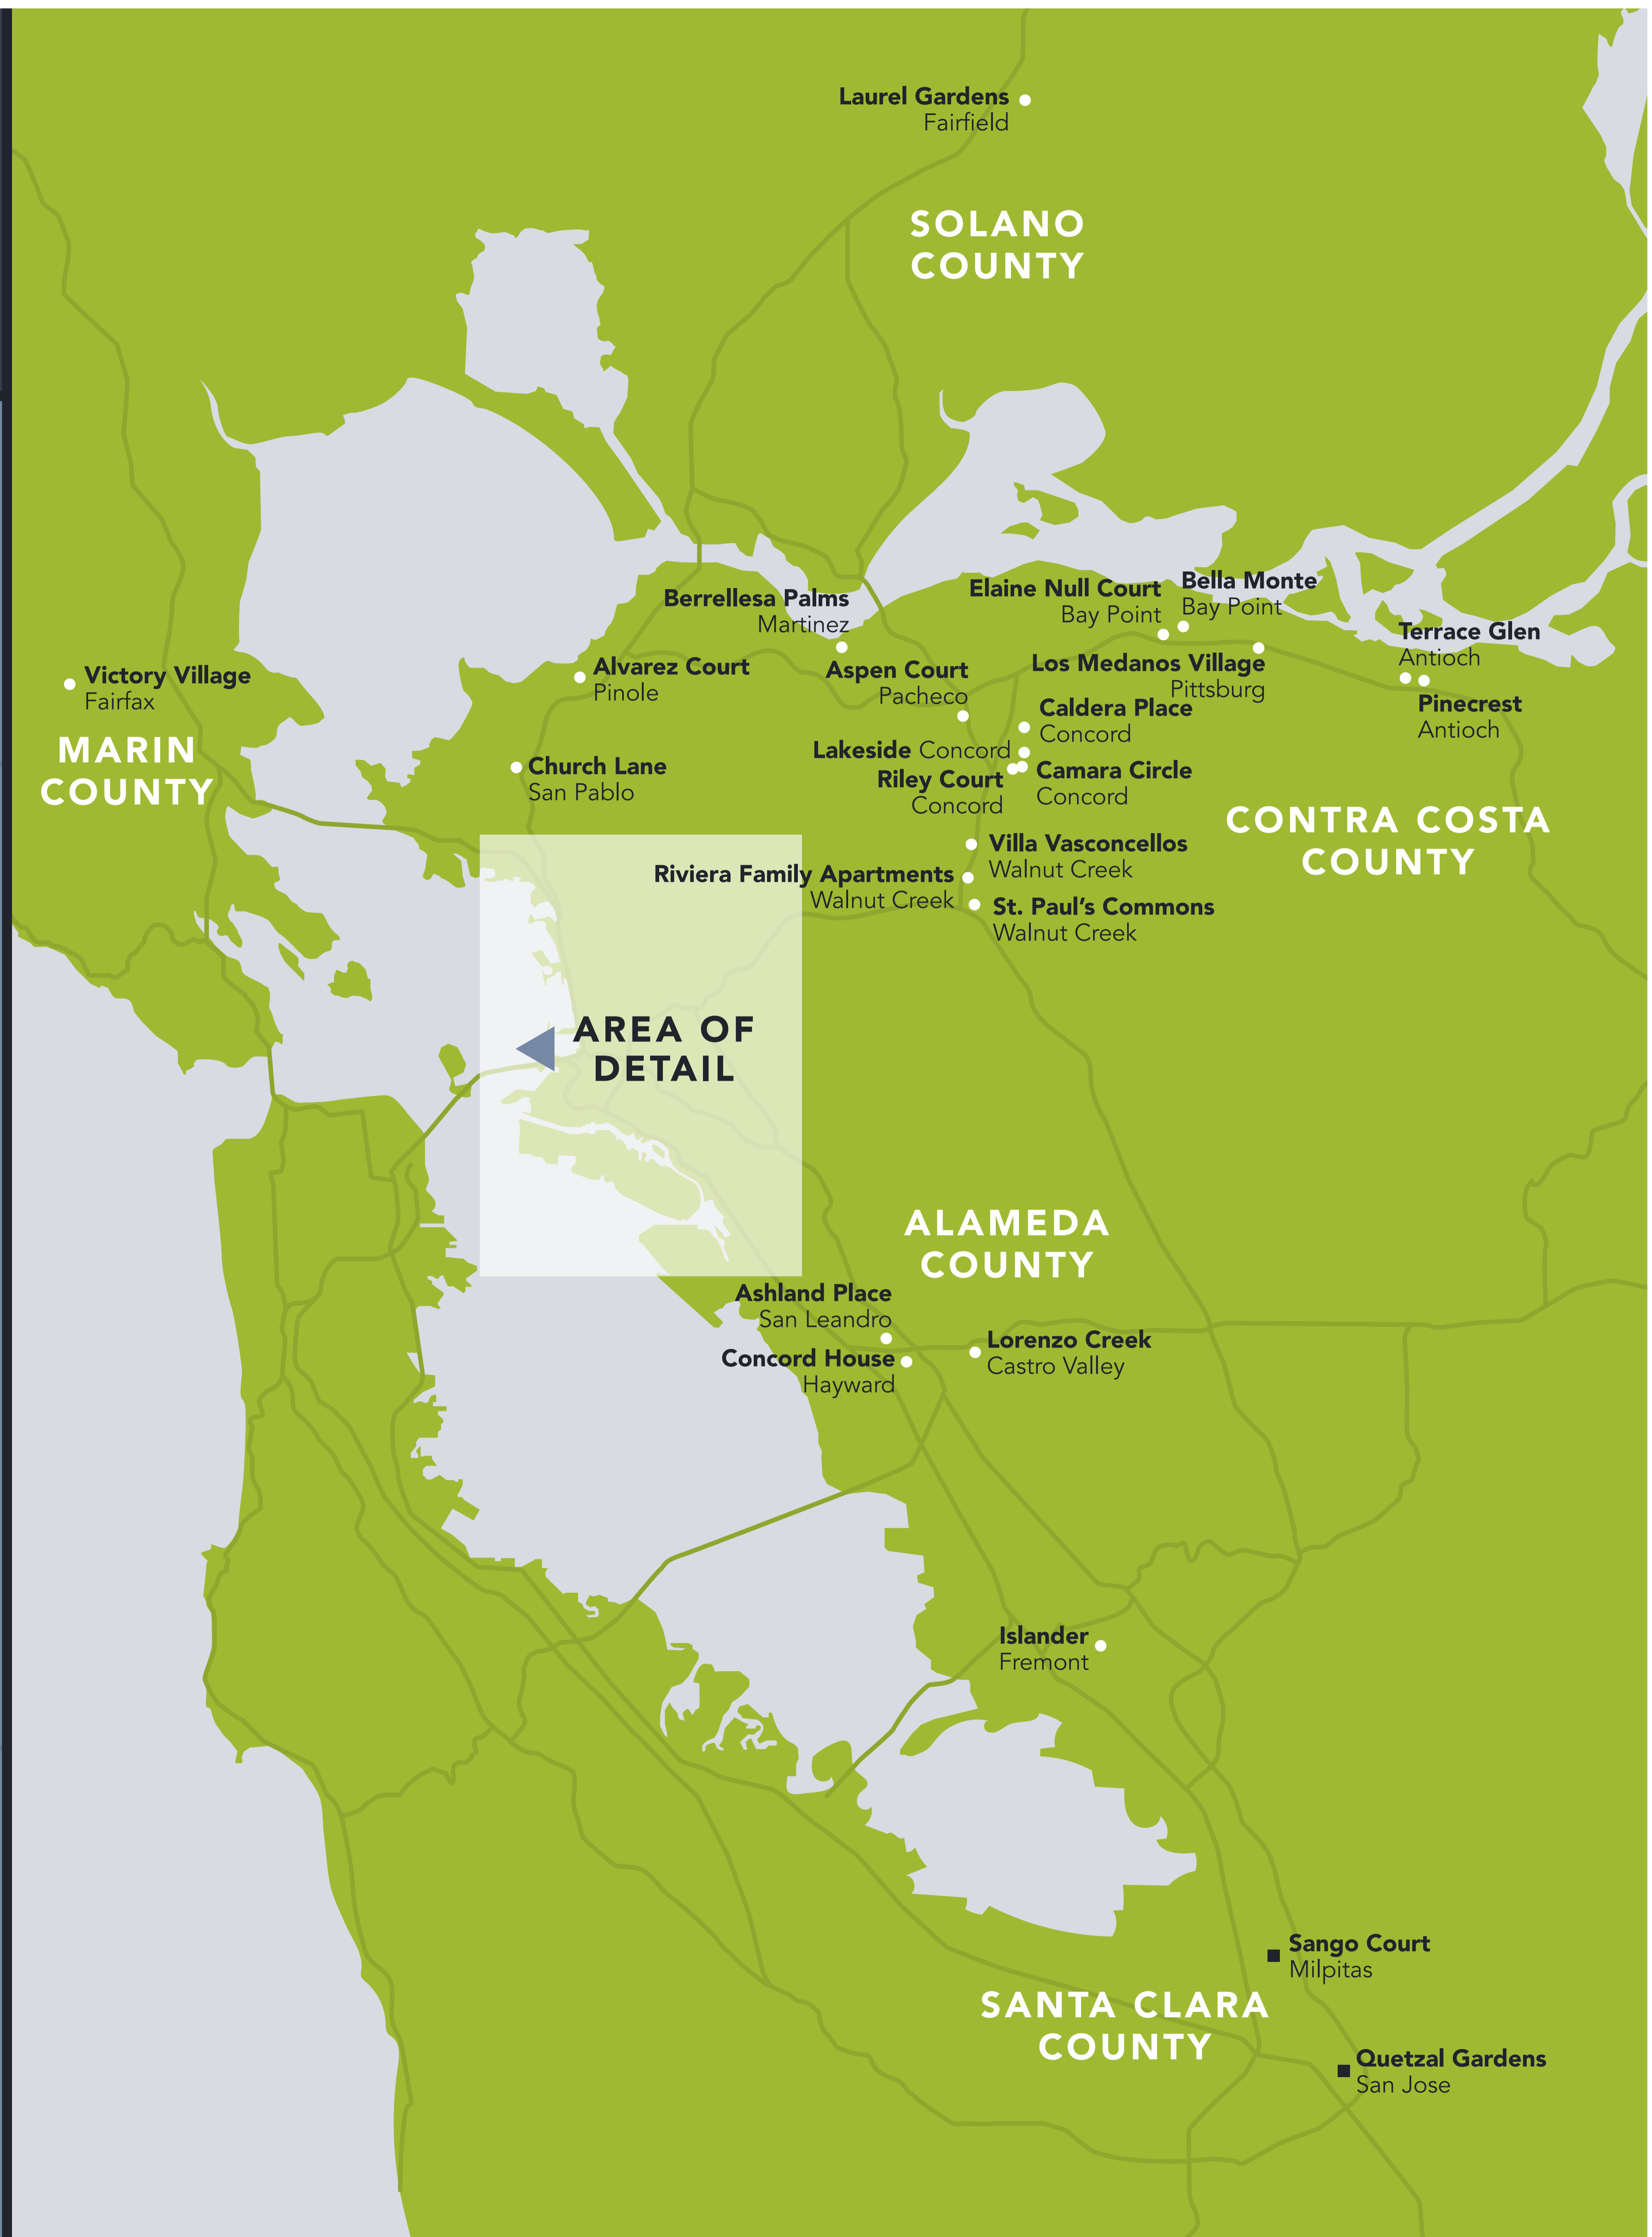 Laurel Gardens
Fairfield
SOLANO
COUNTY
Elaine Null Court
Bay Point
Bella Monte
Bay Point
Berrellesa Palms
Martinez
Terrace Glen
Antioch
Los Medanos Village
Pittsburg
Alvarez Court
Pinole
Aspen Court
Pacheco
Victory Village
Fairfax
Pinecrest
Antioch
Caldera Place
Concord
MARIN
COUNTY
Lakeside Concord
Church Lane
San Pablo
Riley Court
Concord
Camara Circle
Concord
CONTRA COSTA
COUNTY
Villa Vasconcellos
Walnut Creek
Riviera Family Apartments
Walnut Creek
St. Paul’s Commons
Walnut Creek
AREA OF
DETAIL
ALAMEDA
COUNTY
Ashland Place
San Leandro
Lorenzo Creek
Castro Valley
Concord House
Hayward
Islander
Fremont
Sango Court
Milpitas
SANTA CLARA
COUNTY
Quetzal Gardens
San Jose